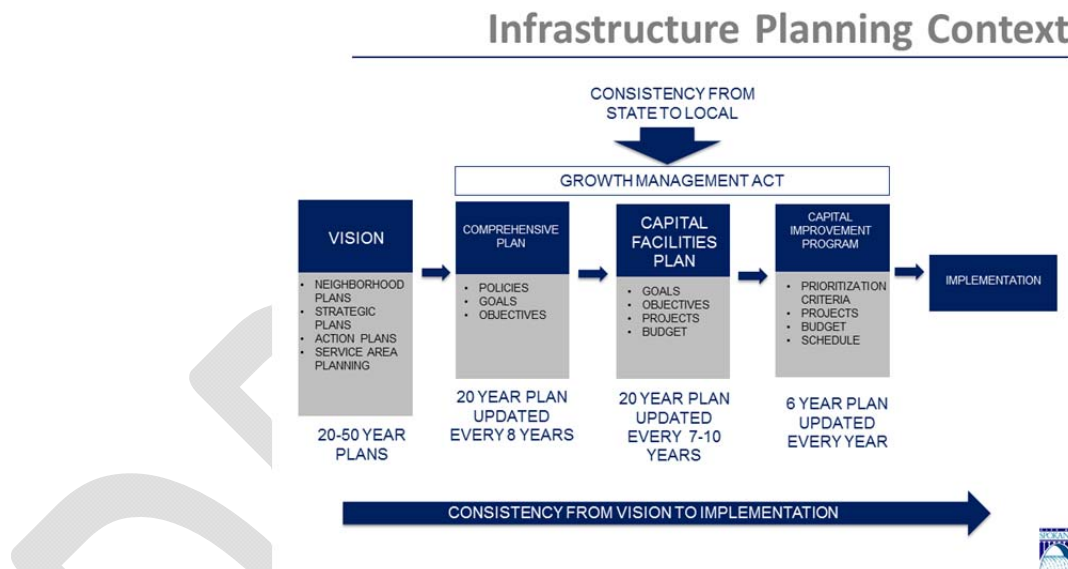 Infrastructure Planning Context
CONSISTENCY FROM
STATE TO LOCAL
GROWTH MANAGEMENT ACT
VISION
• NEIGHBORHOOD
PLANS
• STRATEGIC
PLANS
• ACTION PLANS
• SERVICE AREA
PLANNING
20-50 YEAR
PLANS
COMPREHENSIVE
PLAN
• POLICIES
• GOALS
• OBJECTIVES
20 YEAR PLAN
UPDATED
EVERY 8 YEARS
CAPITAL
FACILITIES
PLAN
• GOALS
• OBJECTIVES
• PROJECTS
• BUDGET
20 YEAR PLAN
UPDATED
EVERY 7-10
YEARS
CAPITAL
IMPROVEMENT
PROGRAM
• PRIORITIZATION
CRITERIA
• PROJECTS
• BUDGET
• SCHEDULE
6 YEAR PLAN
UPDATED
EVERY YEAR
IMPLEMENTATION
CONSISTENCY FROM VISION TO IMPLEMENTATION